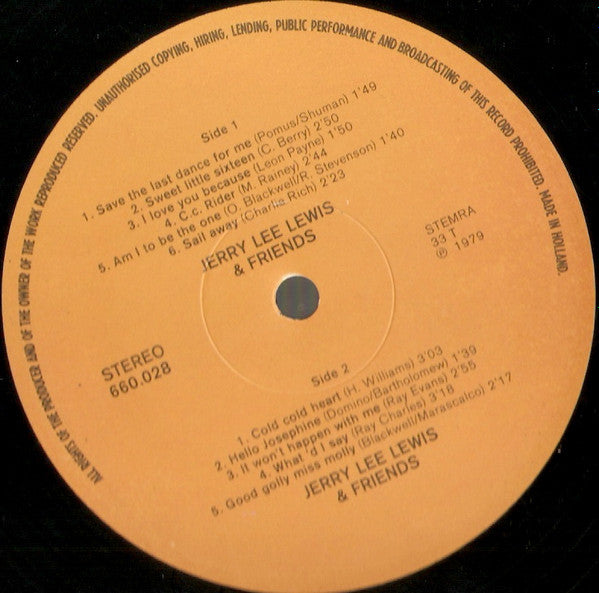 ALL RIGHTS OF THE PRODUCER AND OF THE OWNER OF THE WORK REPRODUCED RESERVED. UNAUTHORISED COPYING, HIRING, LENDING, PUBLIC PERFORMANCE AND BROADCASTING OF THIS RECORD PROHIBITED. MADE IN HOLLAND.
Side 1
1. Save the last dance for me (Pomus/Shuman) 1'49
2. Sweet little sixteen (C. Berry) 2'50
3. I love you because (Leon Payne) 1'50
4. C.c. Rider (M. Rainey) 2'44
5. Am I to be the one (O. Blackwell/R. Stevenson) 1'40
6. Sail away (Charlie Rich) 2'23
JERRY LEE LEWIS
& FRIENDS
STEMRA
33 T
℗ 1979
STEREO
660.028
Side 2
1. Cold cold heart (H. Williams) 3'03
2. Hello Josephine (Domino/Bartholomew) 1'39
3. It won't happen with me (Ray Evans) 2'55
4. What 'd I say (Ray Charles) 3'18
5. Good golly miss molly (Blackwell/Marascalco) 2'17
JERRY LEE LEWIS
& FRIENDS